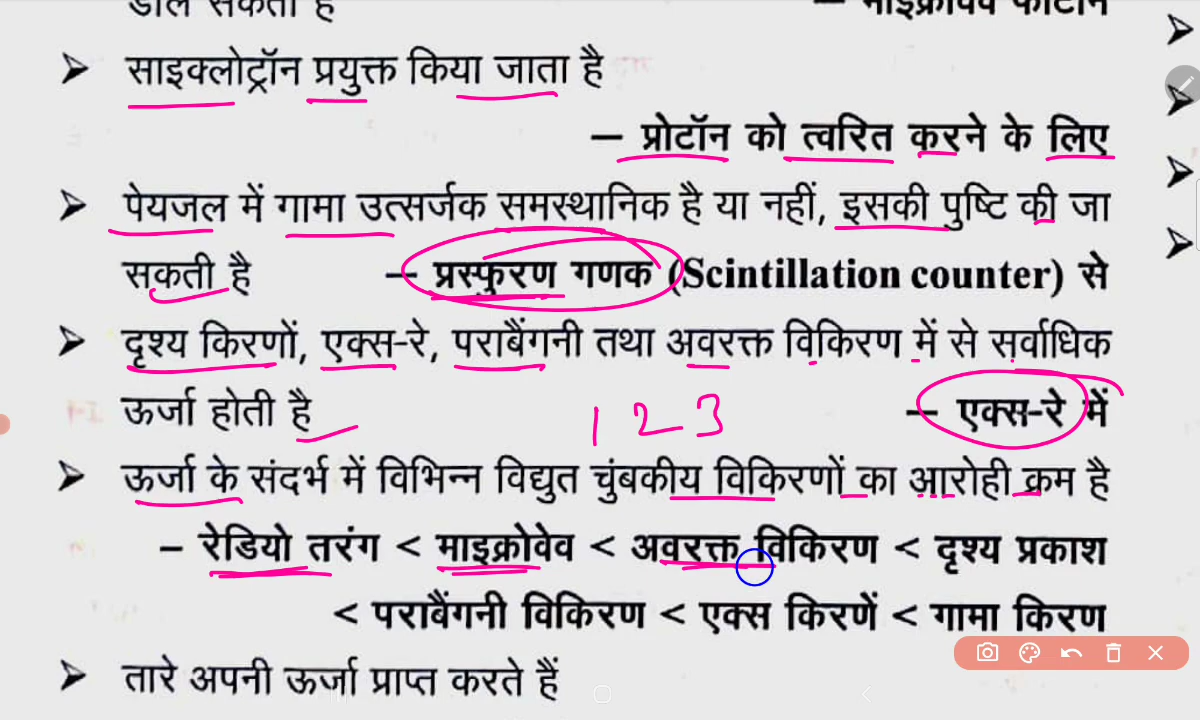 डाल सकता है
– माइक्रोवेव फोटॉन
➤ साइक्लोट्रॉन प्रयुक्त किया जाता है
– प्रोटॉन को त्वरित करने के लिए
➤ पेयजल में गामा उत्सर्जक समस्थानिक है या नहीं, इसकी पुष्टि की जा
सकती है – प्रस्फुरण गणक (Scintillation counter) से
➤ दृश्य किरणों, एक्स-रे, पराबैंगनी तथा अवरक्त विकिरण में से सर्वाधिक
ऊर्जा होती है – एक्स-रे में
1 2 3
➤ ऊर्जा के संदर्भ में विभिन्न विद्युत चुंबकीय विकिरणों का आरोही क्रम है
– रेडियो तरंग < माइक्रोवेव < अवरक्त विकिरण < दृश्य प्रकाश
< पराबैंगनी विकिरण < एक्स किरणें < गामा किरण
➤ तारे अपनी ऊर्जा प्राप्त करते हैं